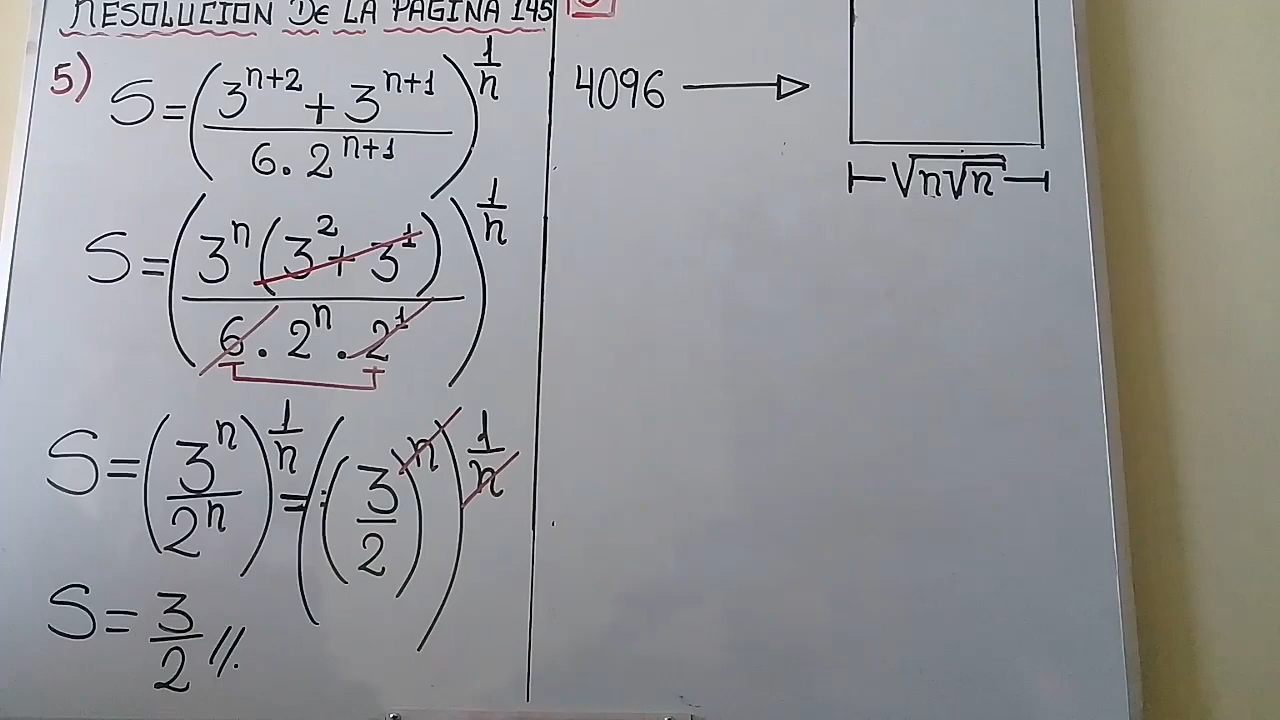 RESOLUCION DE LA PAGINA 145
5) S=(3^(n+2) + 3^(n+1) / 6.2^(n+1))^(1/n)
S=(3^n(3^2+3^1) / 6.2^n.2^1)^(1/n)
S=(3^n/2^n)^(1/n) = ((3/2)^n)^(1/n)
S=3/2 //.
4096
√n√n